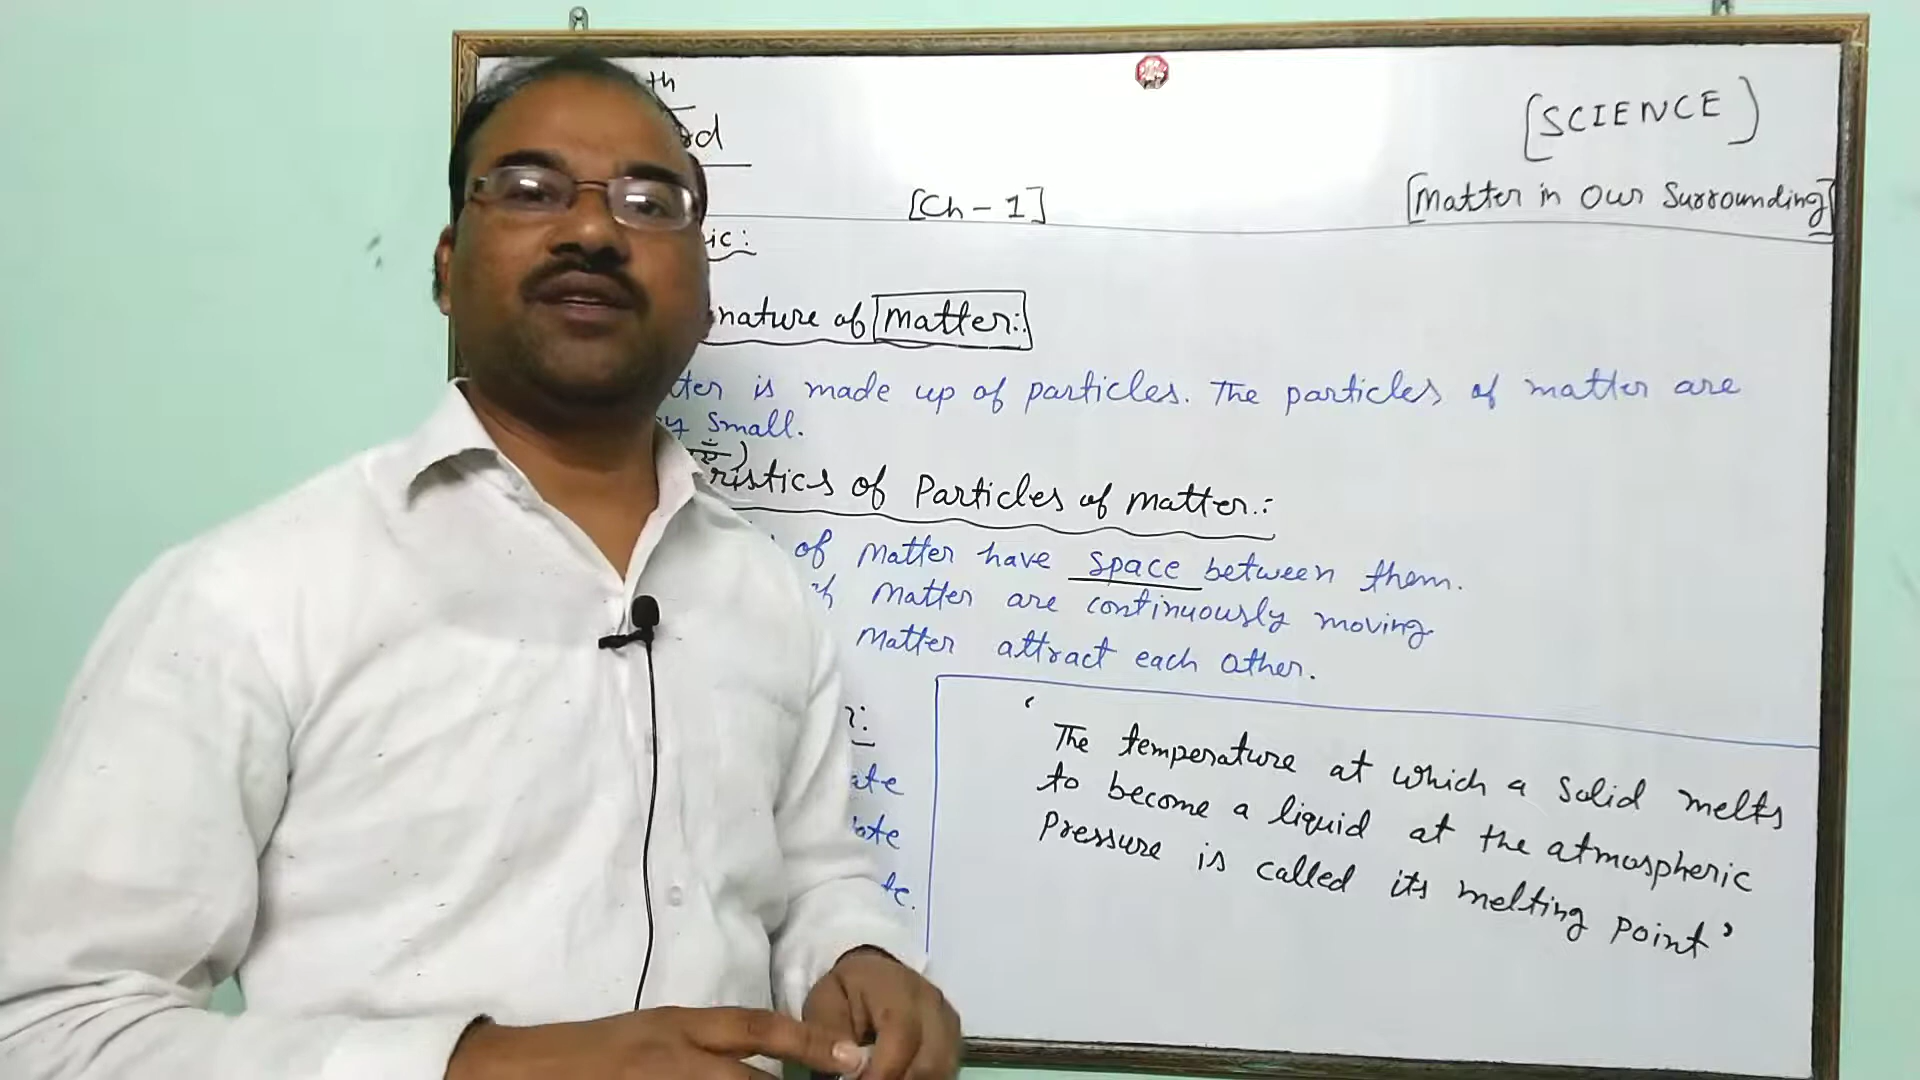 th
[SCIENCE]
[Ch - 1]
[Matter in Our Surrounding]
nature of matter:
is made up of particles. The particles of matter are
small.
of Particles of matter:
of Matter have space between them.
Matter are continuously moving
Matter attract each other.
'The temperature at which a solid melts
to become a liquid at the atmospheric
Pressure is called its melting point'